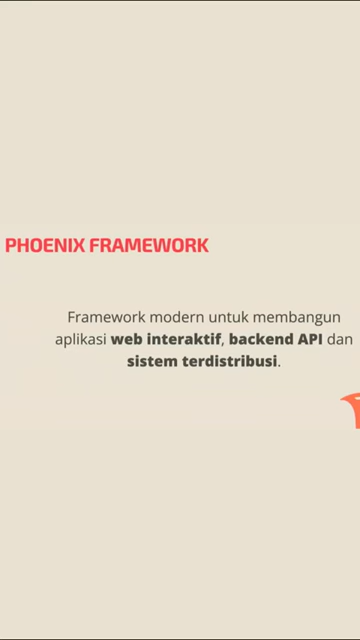 PHOENIX FRAMEWORK
Framework modern untuk membangun
aplikasi web interaktif, backend API dan
sistem terdistribusi.